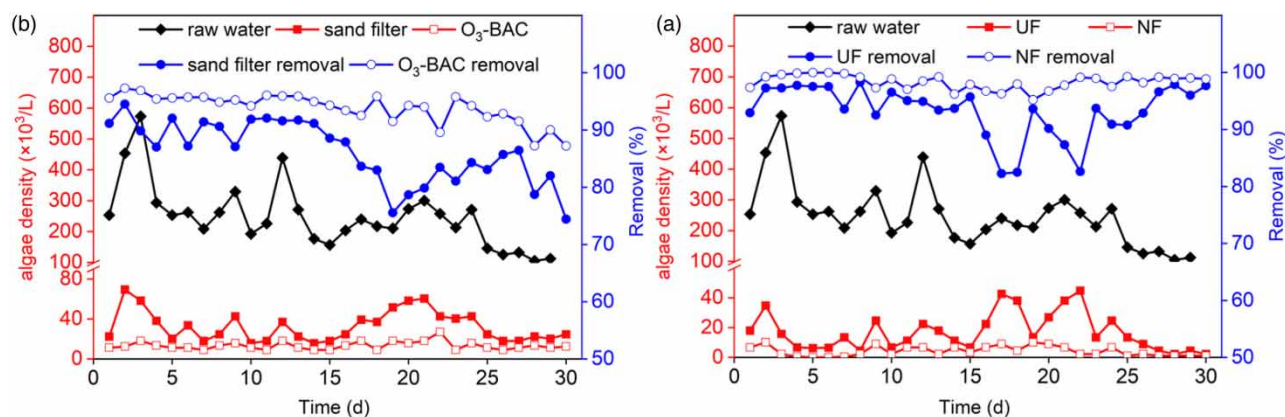 (b)
raw water sand filter O₃-BAC
sand filter removal O₃-BAC removal
algae density (×10³/L)
800
700
600
500
400
300
200
100
80
40
0
0 5 10 15 20 25 30
Time (d)
100
90
80
70
60
50
Removal (%)
(a)
raw water UF NF
UF removal NF removal
algae density (×10³/L)
800
700
600
500
400
300
200
100
40
20
0
0 5 10 15 20 25 30
Time (d)
100
90
80
70
60
50
Removal (%)